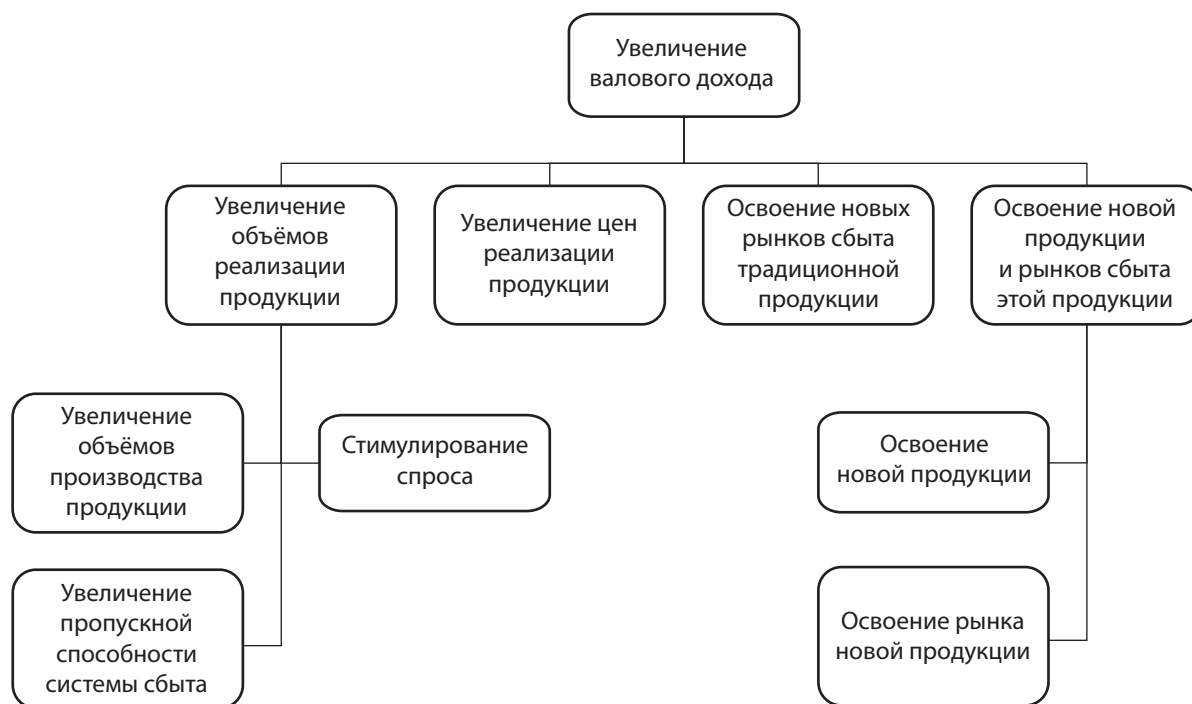 Увеличение
валового дохода
Увеличение
объёмов
реализации
продукции
Увеличение цен
реализации
продукции
Освоение новых
рынков сбыта
традиционной
продукции
Освоение новой
продукции
и рынков сбыта
этой продукции
Увеличение
объёмов
производства
продукции
Стимулирование
спроса
Освоение
новой продукции
Увеличение
пропускной
способности
системы сбыта
Освоение рынка
новой продукции